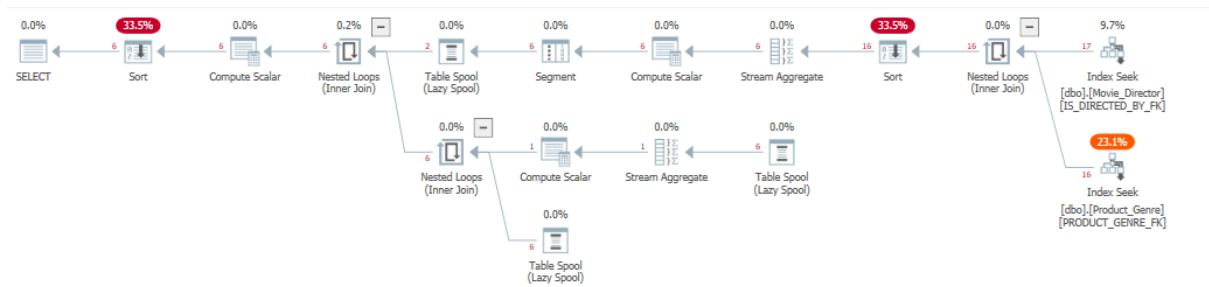 0.0% 33.5% 0.0% 0.2% 0.0% 0.0% 0.0% 0.0% 33.5% 0.0% 9.7%
6 6 6 2 6 6 6 16 16 17
SELECT Sort Compute Scalar Nested Loops Table Spool Segment Compute Scalar Stream Aggregate Sort Nested Loops Index Seek
(Inner Join) (Lazy Spool) (Inner Join) [dbo].[Movie_Director]
[IS_DIRECTED_BY_FK]
0.0% 0.0% 0.0% 0.0% 23.1%
6 1 1 6 16
Nested Loops Compute Scalar Stream Aggregate Table Spool Index Seek
(Inner Join) (Lazy Spool)
[dbo].[Product_Genre]
[PRODUCT_GENRE_FK]
0.0%
6
Table Spool
(Lazy Spool)